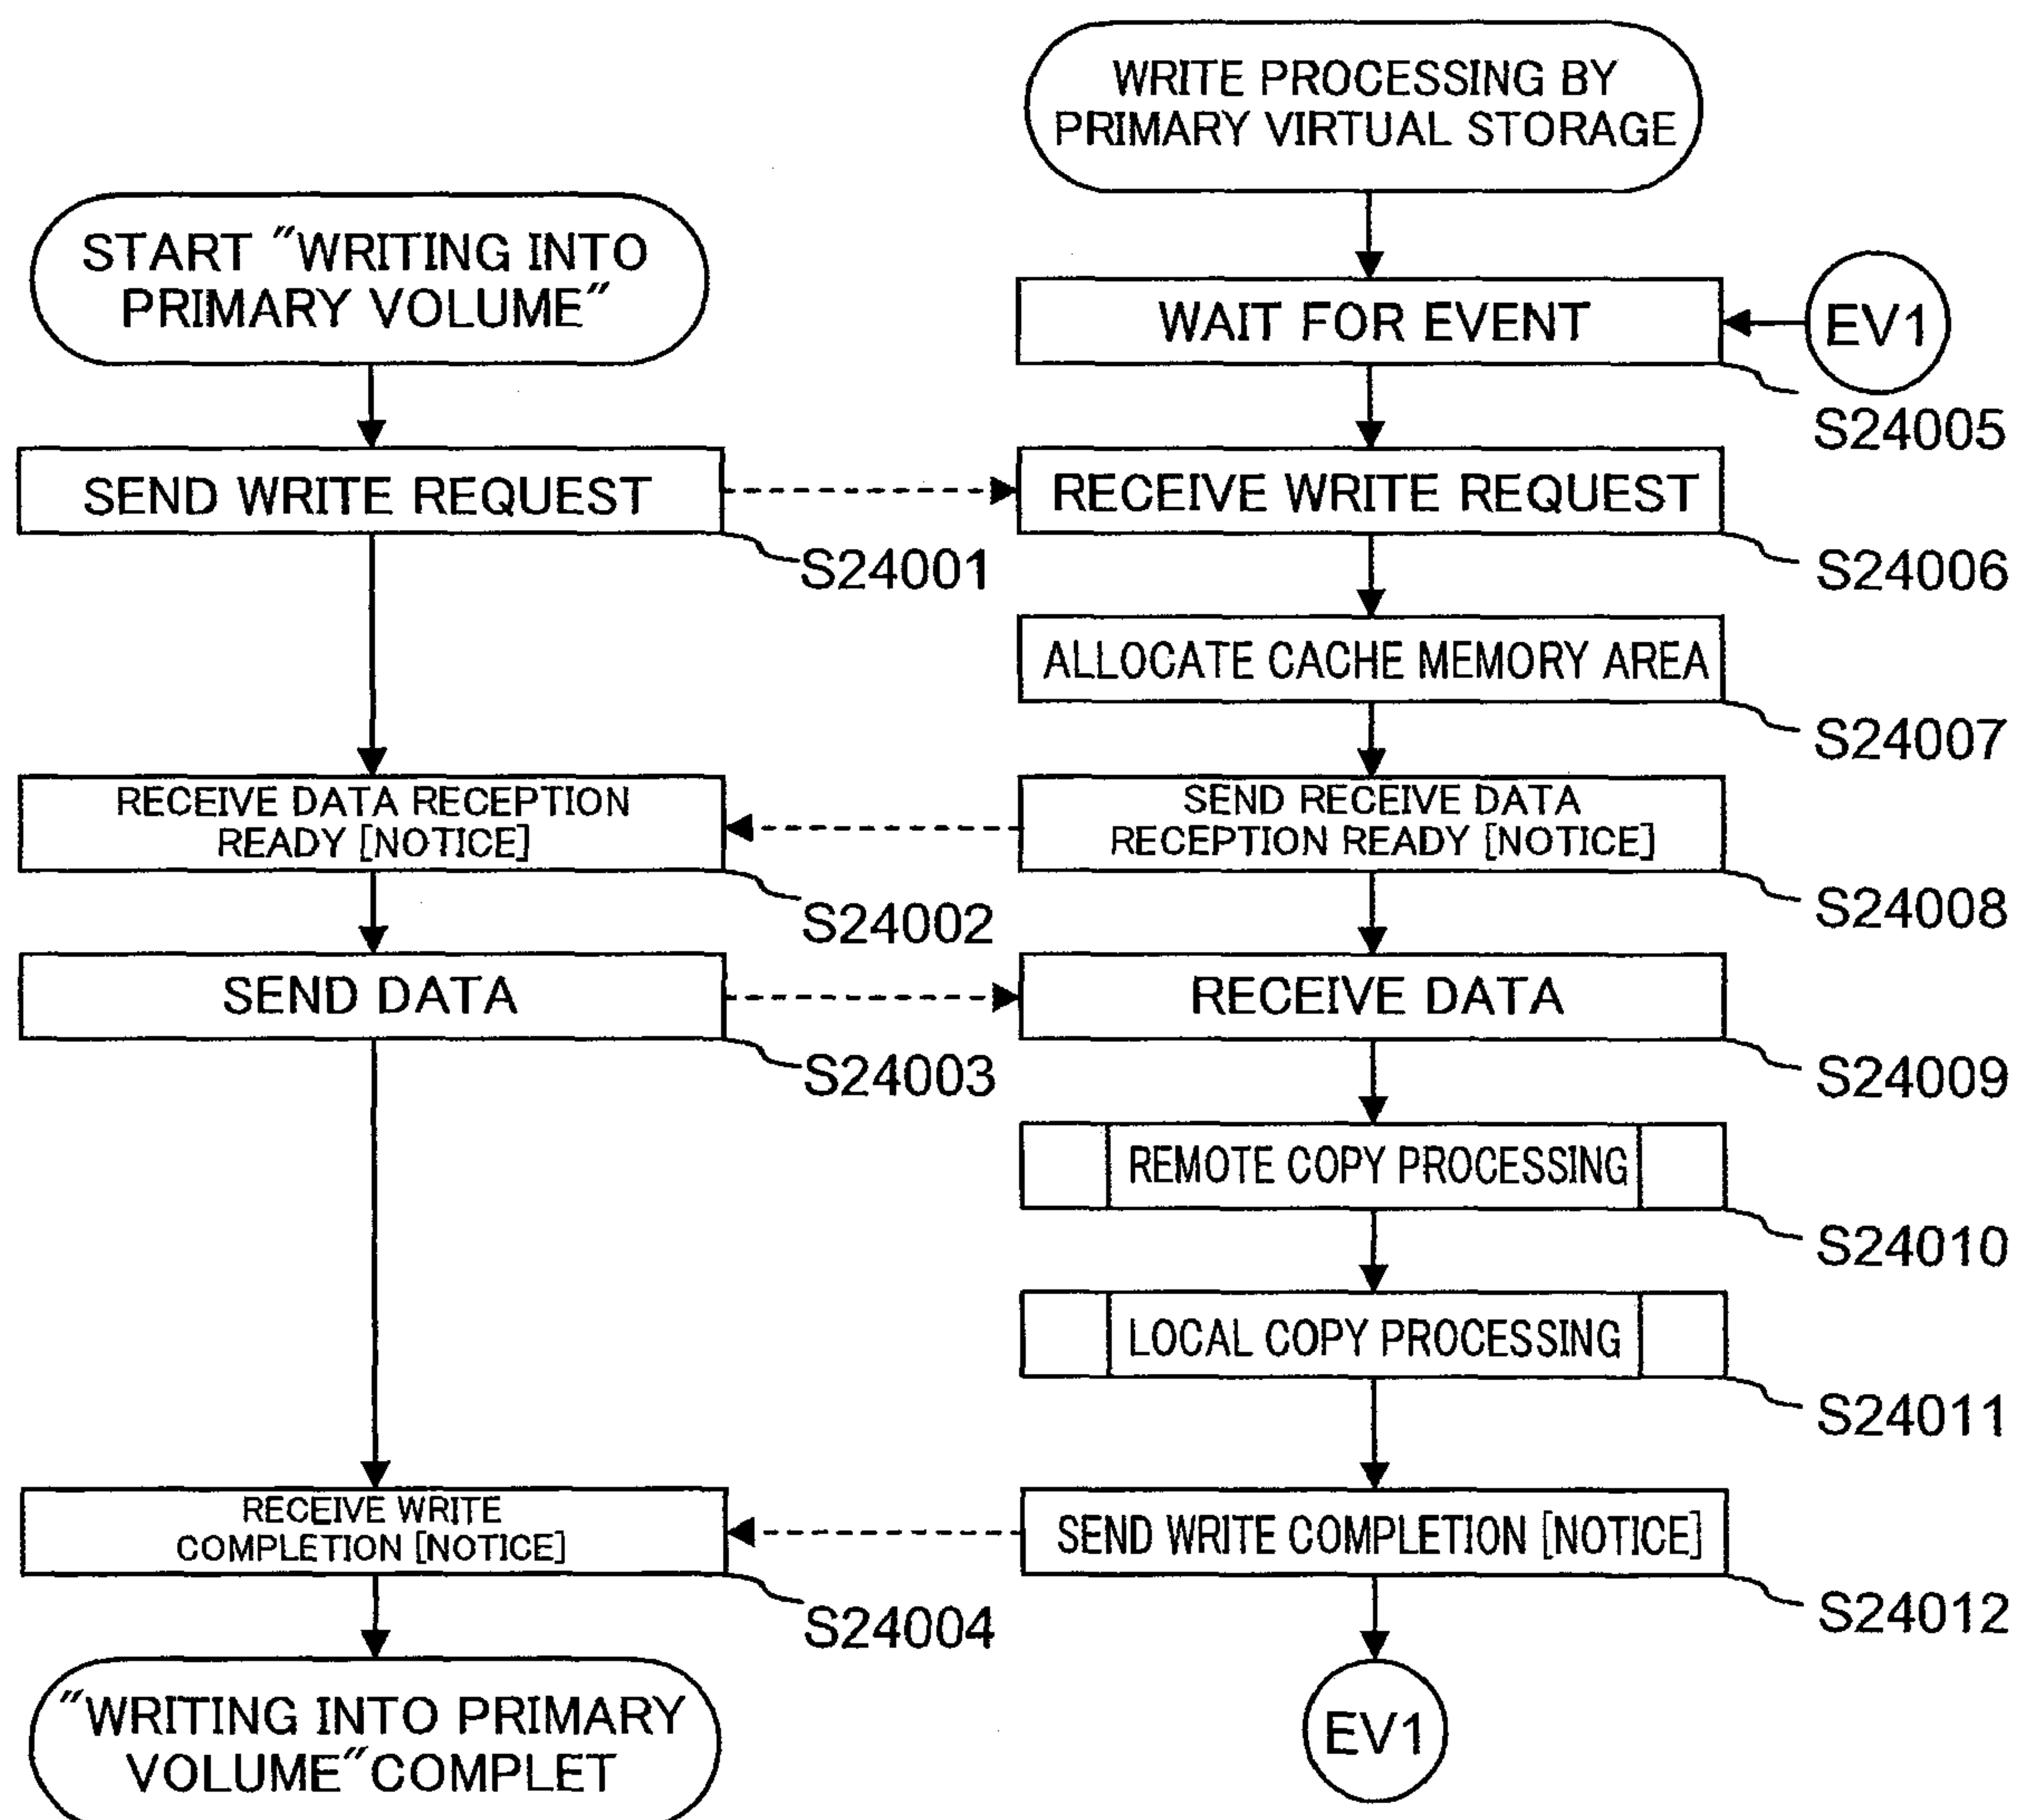 WRITE PROCESSING BY
PRIMARY VIRTUAL STORAGE
START "WRITING INTO
PRIMARY VOLUME"
WAIT FOR EVENT
EV1
S24005
SEND WRITE REQUEST
RECEIVE WRITE REQUEST
S24001
S24006
ALLOCATE CACHE MEMORY AREA
S24007
RECEIVE DATA RECEPTION
READY [NOTICE]
SEND RECEIVE DATA
RECEPTION READY [NOTICE]
S24002
S24008
SEND DATA
RECEIVE DATA
S24003
S24009
REMOTE COPY PROCESSING
S24010
LOCAL COPY PROCESSING
S24011
RECEIVE WRITE
COMPLETION [NOTICE]
SEND WRITE COMPLETION [NOTICE]
S24004
S24012
"WRITING INTO PRIMARY
VOLUME"COMPLET
EV1